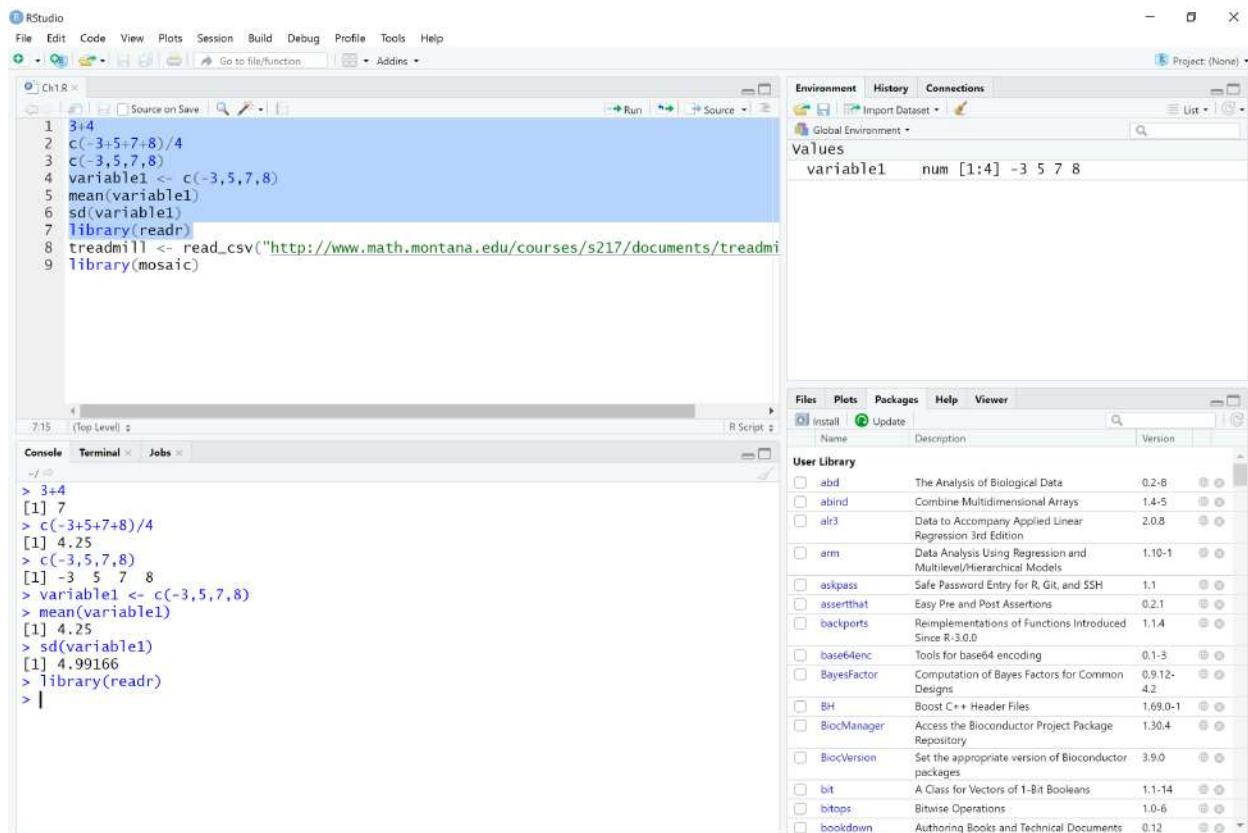 RStudio
File Edit Code View Plots Session Build Debug Profile Tools Help
Go to file/function Addins Project: (None)
Ch1.R
Source on Save Run Source
1 3+4
2 c(-3+5+7+8)/4
3 c(-3,5,7,8)
4 variable1 <- c(-3,5,7,8)
5 mean(variable1)
6 sd(variable1)
7 library(readr)
8 treadmill <- read_csv("http://www.math.montana.edu/courses/s217/documents/treadmi
9 library(mosaic)
7:15 (Top Level) R Script
Console Terminal Jobs
~/
> 3+4
[1] 7
> c(-3+5+7+8)/4
[1] 4.25
> c(-3,5,7,8)
[1] -3 5 7 8
> variable1 <- c(-3,5,7,8)
> mean(variable1)
[1] 4.25
> sd(variable1)
[1] 4.99166
> library(readr)
>
Environment History Connections
Import Dataset List
Global Environment
Values
variable1 num [1:4] -3 5 7 8
Files Plots Packages Help Viewer
Install Update
Name Description Version
User Library
abd The Analysis of Biological Data 0.2-8
abind Combine Multidimensional Arrays 1.4-5
alr3 Data to Accompany Applied Linear 2.0.8
Regression 3rd Edition
arm Data Analysis Using Regression and 1.10-1
Multilevel/Hierarchical Models
askpass Safe Password Entry for R, Git, and SSH 1.1
assertthat Easy Pre and Post Assertions 0.2.1
backports Reimplementations of Functions Introduced 1.1.4
Since R-3.0.0
base64enc Tools for base64 encoding 0.1-3
BayesFactor Computation of Bayes Factors for Common 0.9.12-
Designs 4.2
BH Boost C++ Header Files 1.69.0-1
BiocManager Access the Bioconductor Project Package 1.30.4
Repository
BiocVersion Set the appropriate version of Bioconductor 3.9.0
packages
bit A Class for Vectors of 1-Bit Booleans 1.1-14
bitops Bitwise Operations 1.0-6
bookdown Authoring Books and Technical Documents 0.12